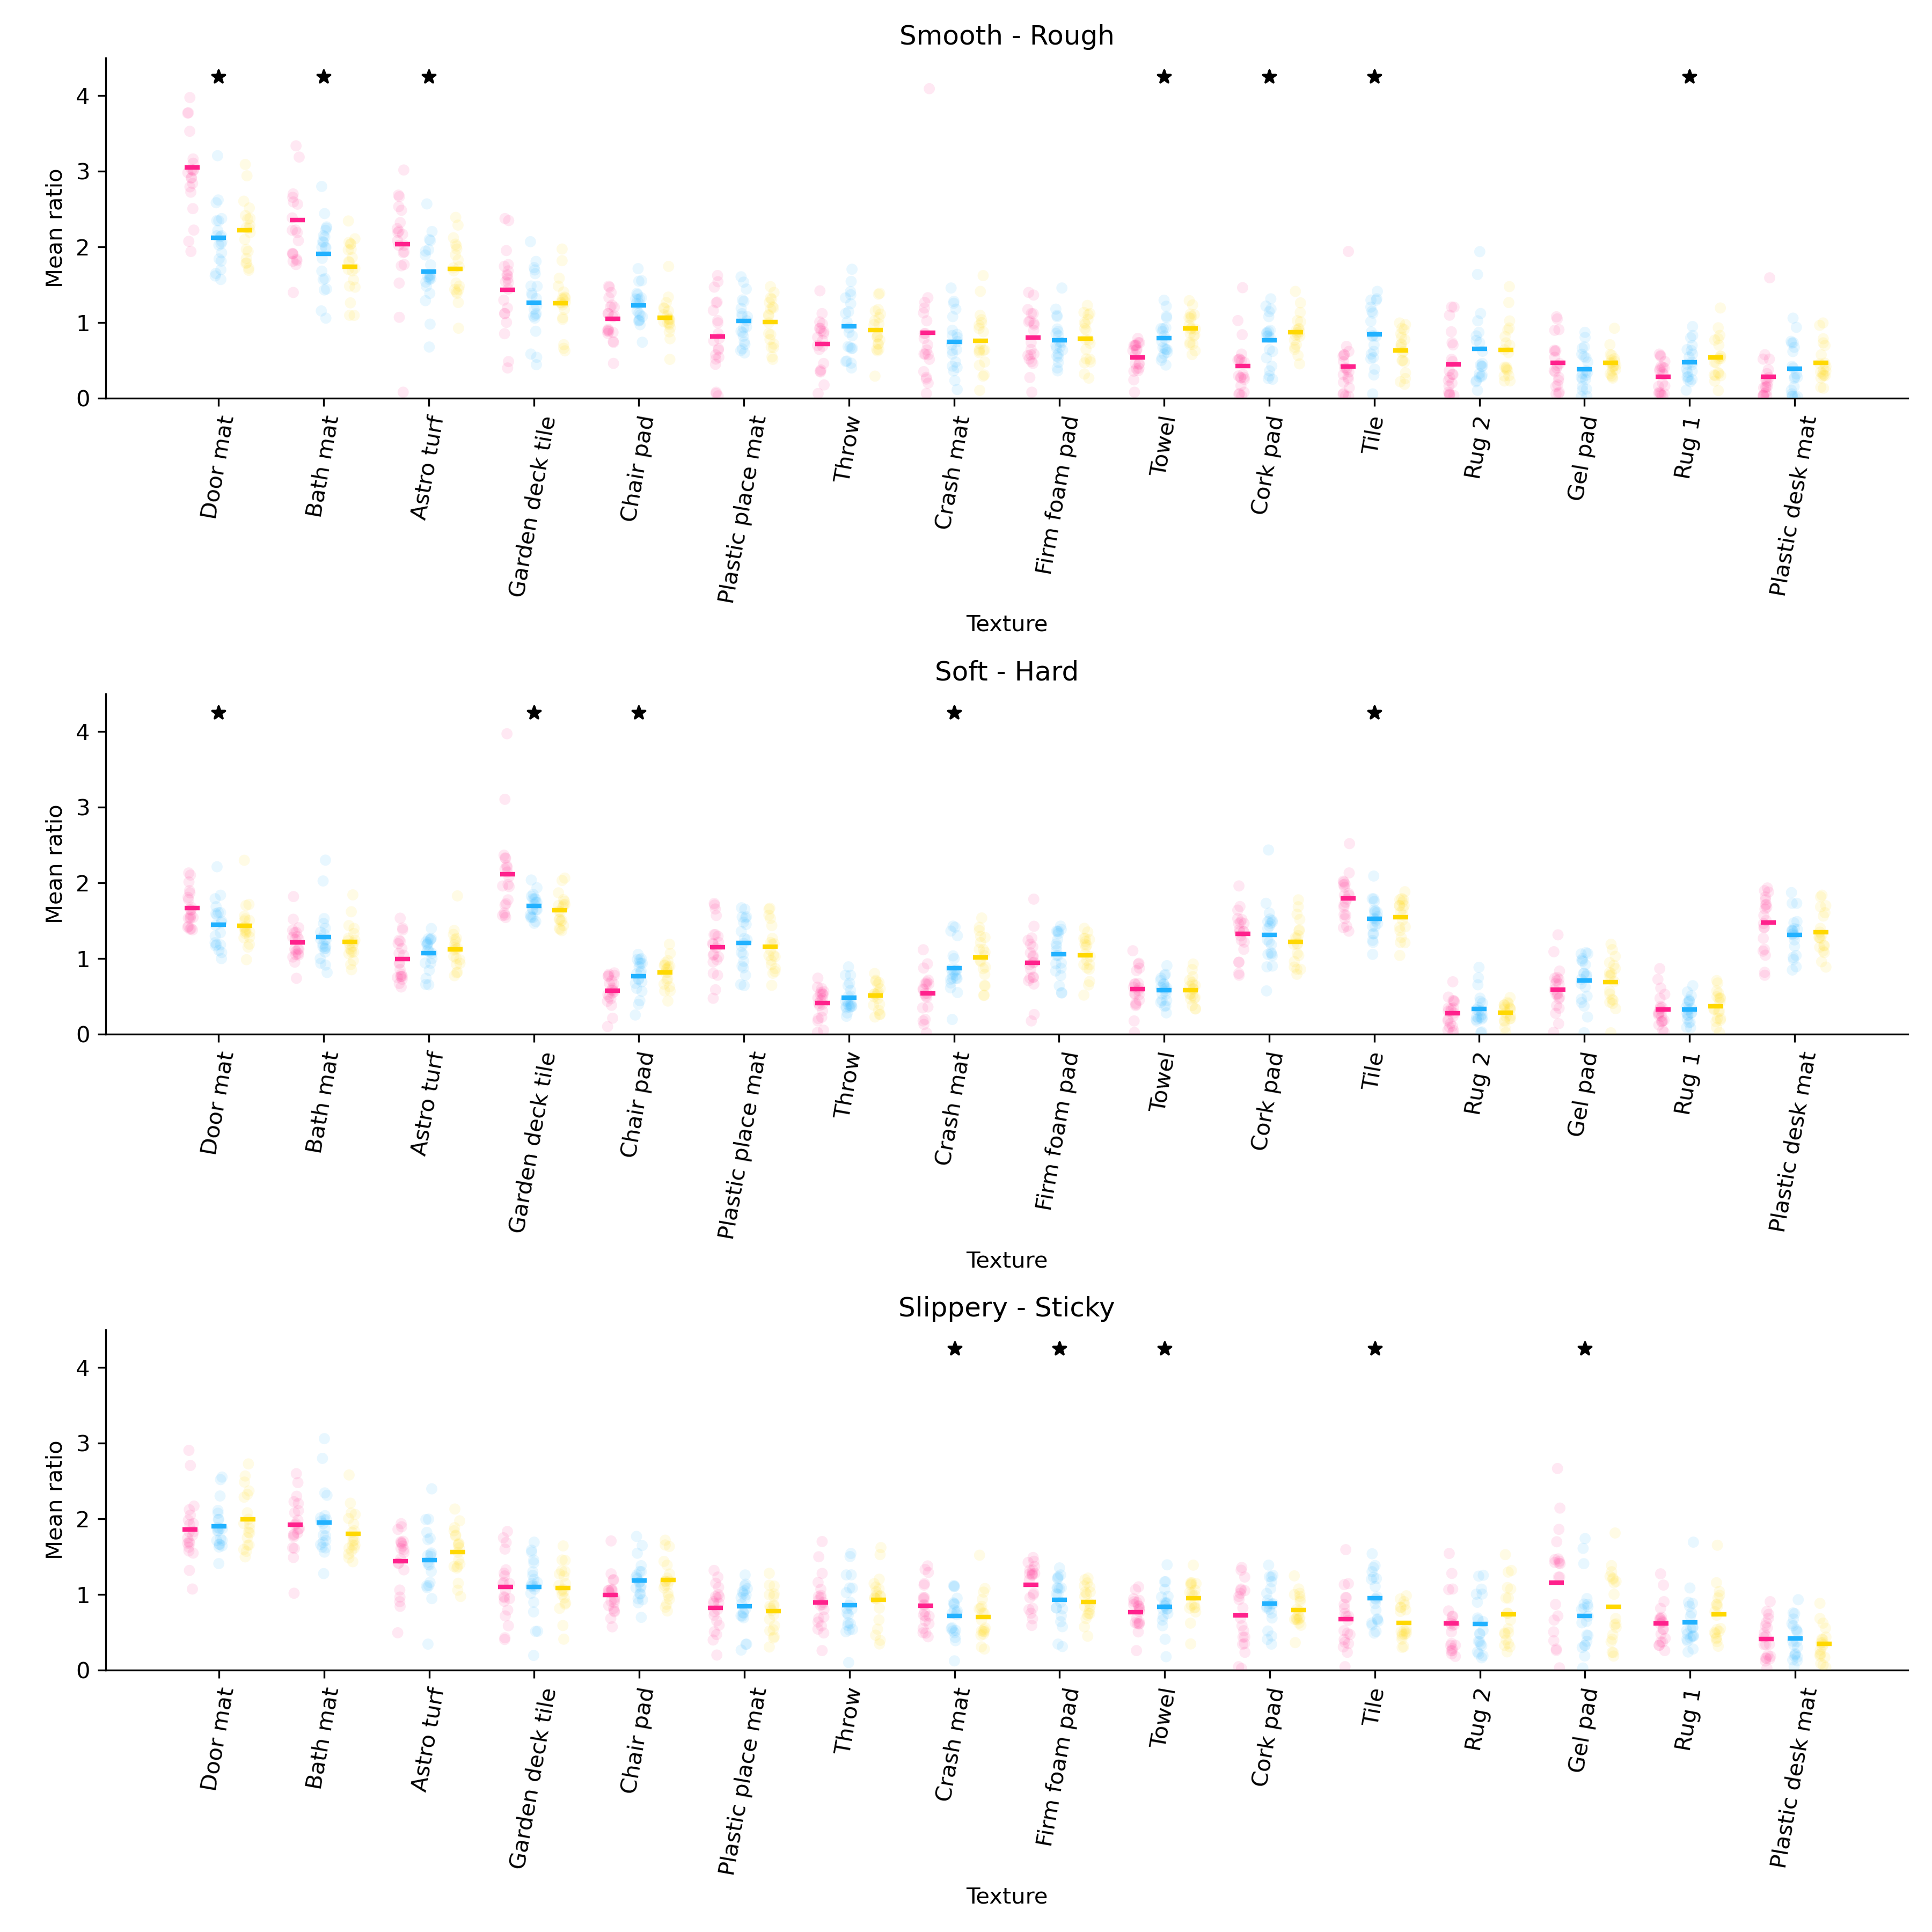 Smooth - Rough
4
3
2
1
0
Mean ratio
Door mat
Bath mat
Astro turf
Garden deck tile
Chair pad
Plastic place mat
Throw
Crash mat
Firm foam pad
Towel
Cork pad
Tile
Rug 2
Gel pad
Rug 1
Plastic desk mat
Texture
Soft - Hard
4
3
2
1
0
Mean ratio
Door mat
Bath mat
Astro turf
Garden deck tile
Chair pad
Plastic place mat
Throw
Crash mat
Firm foam pad
Towel
Cork pad
Tile
Rug 2
Gel pad
Rug 1
Plastic desk mat
Texture
Slippery - Sticky
4
3
2
1
0
Mean ratio
Door mat
Bath mat
Astro turf
Garden deck tile
Chair pad
Plastic place mat
Throw
Crash mat
Firm foam pad
Towel
Cork pad
Tile
Rug 2
Gel pad
Rug 1
Plastic desk mat
Texture